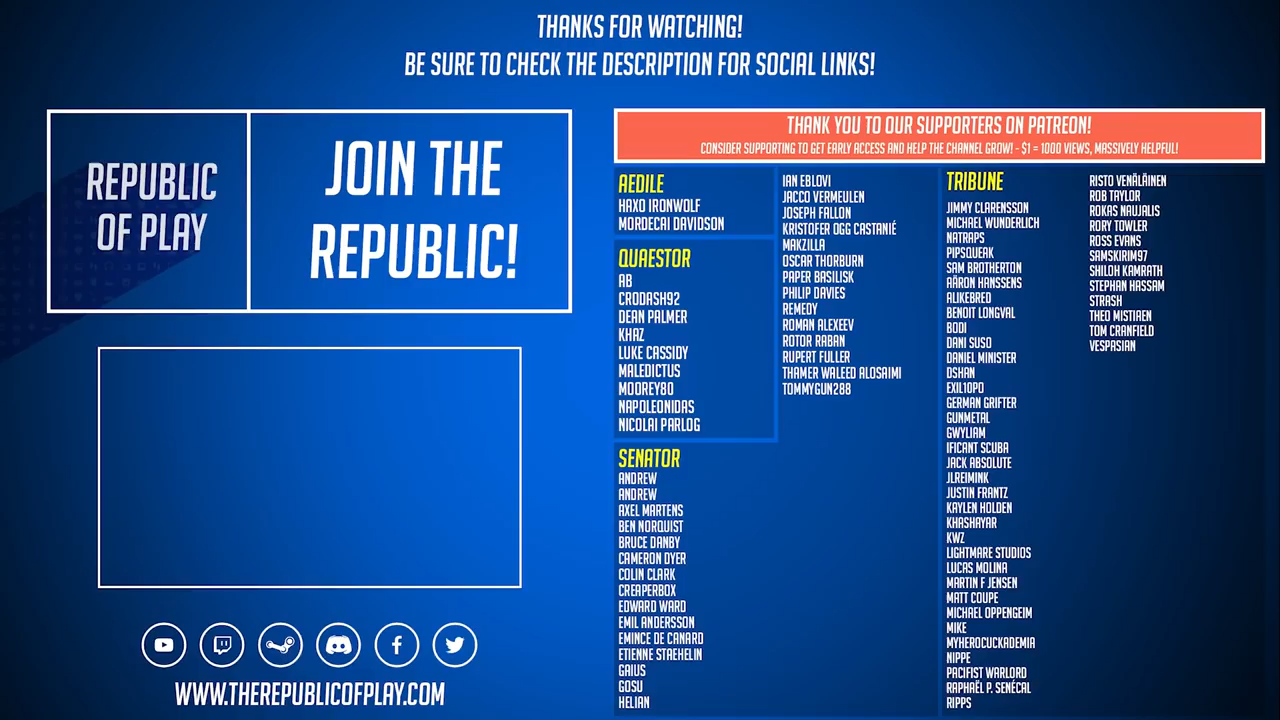 THANKS FOR WATCHING!
BE SURE TO CHECK THE DESCRIPTION FOR SOCIAL LINKS!
REPUBLIC
OF PLAY
JOIN THE
REPUBLIC!
WWW.THEREPUBLICOFPLAY.COM
THANK YOU TO OUR SUPPORTERS ON PATREON!
CONSIDER SUPPORTING TO GET EARLY ACCESS AND HELP THE CHANNEL GROW! - $1 = 1000 VIEWS, MASSIVELY HELPFUL!
AEDILE
HAXO IRONWOLF
MORDECAI DAVIDSON
QUAESTOR
AB
CRODASH92
DEAN PALMER
KHAZ
LUKE CASSIDY
MALEDICTUS
MOOREY80
NAPOLEONIDAS
NICOLAI PARLOG
SENATOR
ANDREW
ANDREW
AXEL MARTENS
BEN NORQUIST
BRUCE DANBY
CAMERON DYER
COLIN CLARK
CREAPERBOX
EDWARD WARD
EMIL ANDERSSON
EMINCE DE CANARD
ETIENNE STAEHELIN
GAIUS
GOSU
HELIAN
IAN EBLOVI
JACCO VERMEULEN
JOSEPH FALLON
KRISTOFER OGG CASTANIÉ
MAKZILLA
OSCAR THORBURN
PAPER BASILISK
PHILIP DAVIES
REMEDY
ROMAN ALEXEEV
ROTOR RABAN
RUPERT FULLER
THAMER WALEED ALOSAIMI
TOMMYGUN288
TRIBUNE
JIMMY CLARENSSON
MICHAEL WUNDERLICH
NATRAPS
PIPSQUEAK
SAM BROTHERTON
AÄRON HANSSENS
ALIKEBRED
BENOIT LONGVAL
BODI
DANI SUSO
DANIEL MINISTER
DSHAN
EXIL10PO
GERMAN GRIFTER
GUNMETAL
GWYLIAM
IFICANT SCUBA
JACK ABSOLUTE
JLREIMINK
JUSTIN FRANTZ
KAYLEN HOLDEN
KHASHAYAR
KWZ
LIGHTMARE STUDIOS
LUCAS MOLINA
MARTIN F JENSEN
MATT COUPE
MICHAEL OPPENGEIM
MIKE
MYHEROCUCKADEMIA
NIPPE
PACIFIST WARLORD
RAPHAËL P. SENÉCAL
RIPPS
RISTO VENÄLÄINEN
ROB TAYLOR
ROKAS NAUJALIS
RORY TOWLER
ROSS EVANS
SAMSKIRIM97
SHILOH KAMRATH
STEPHAN HASSAM
STRASH
THEO MISTIAEN
TOM CRANFIELD
VESPASIAN